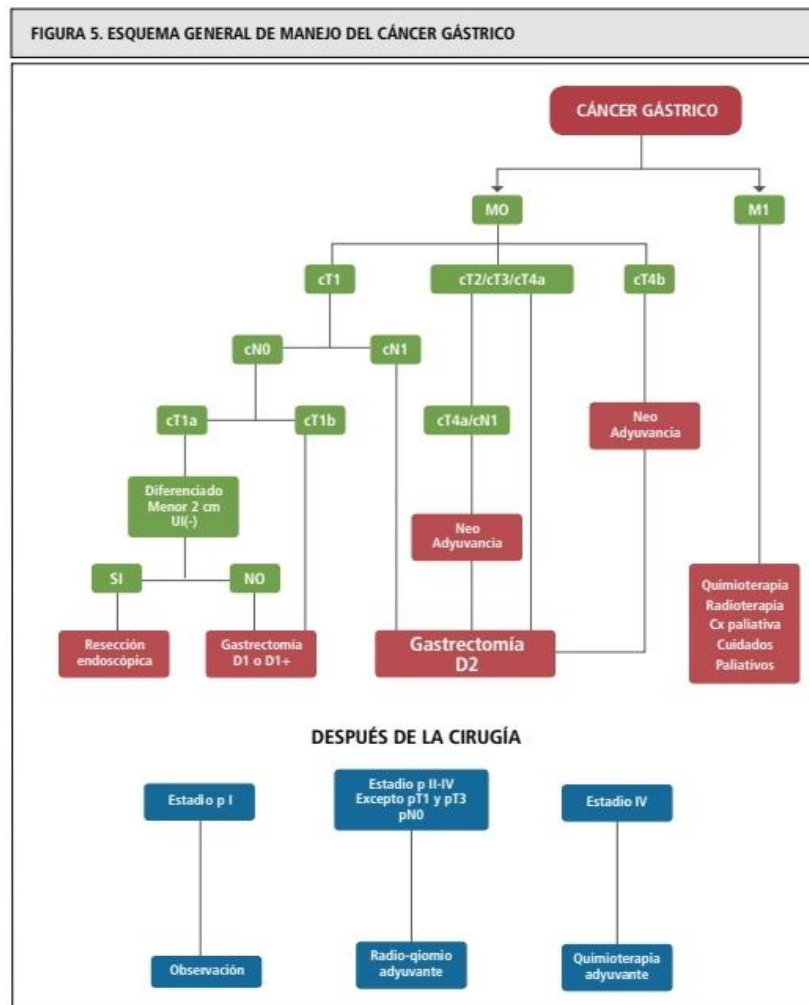 FIGURA 5. ESQUEMA GENERAL DE MANEJO DEL CÁNCER GÁSTRICO
CÁNCER GÁSTRICO
MO
M1
cT1
cT2/cT3/cT4a
cT4b
cN0
cN1
cT1a
cT1b
cT4a/cN1
Neo
Adyuvancia
Diferenciado
Menor 2 cm
Ul(-)
Neo
Adyuvancia
SI
NO
Quimioterapia
Radioterapia
Cx paliativa
Cuidados
Paliativos
Resección
endoscópica
Gastrectomía
D1 o D1+
Gastrectomía
D2
DESPUÉS DE LA CIRUGÍA
Estadio p I
Estadio p II-IV
Excepto pT1 y pT3
pN0
Estadio IV
Observación
Radio-qiomio
adyuvante
Quimioterapia
adyuvante